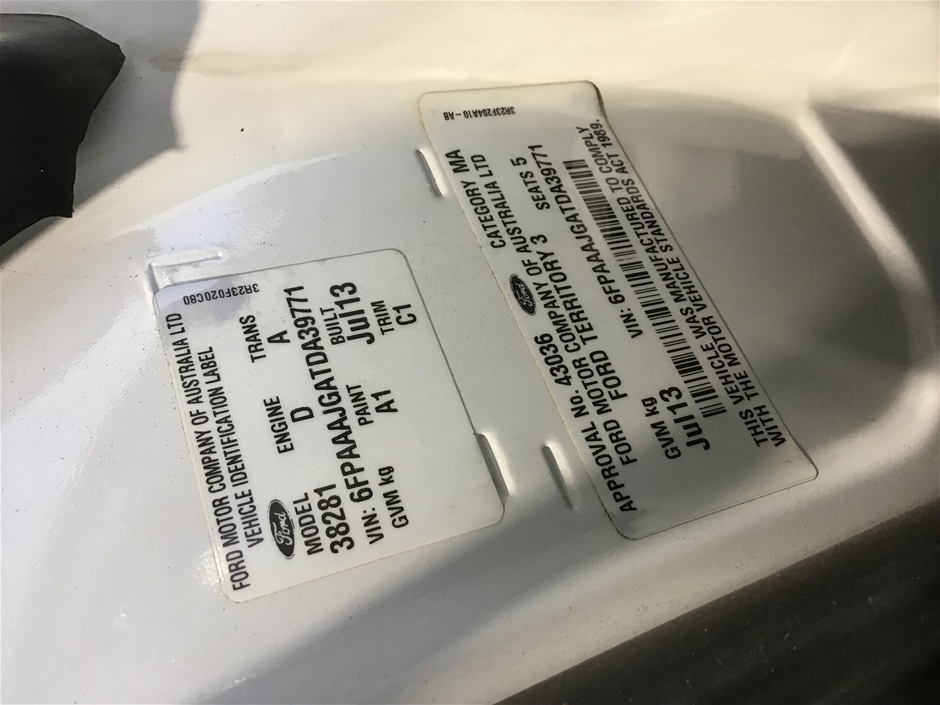 3R23F020C80
FORD MOTOR COMPANY OF AUSTRALIA LTD
VEHICLE IDENTIFICATION LABEL
Ford
MODEL ENGINE TRANS
38281 D A
VIN: 6FPAAAJGATDA39771
GVM kg PAINT BUILT
A1 Jul13
TRIM
C1
3R23F204A10-AB
APPROVAL NO. 43036 CATEGORY MA
FORD MOTOR COMPANY OF AUSTRALIA LTD
Ford
FORD TERRITORY 3 SEATS 5
VIN: 6FPAAAJGATDA39771
GVM kg
Jul13
THIS VEHICLE WAS MANUFACTURED TO COMPLY
WITH THE MOTOR VEHICLE STANDARDS ACT 1989.